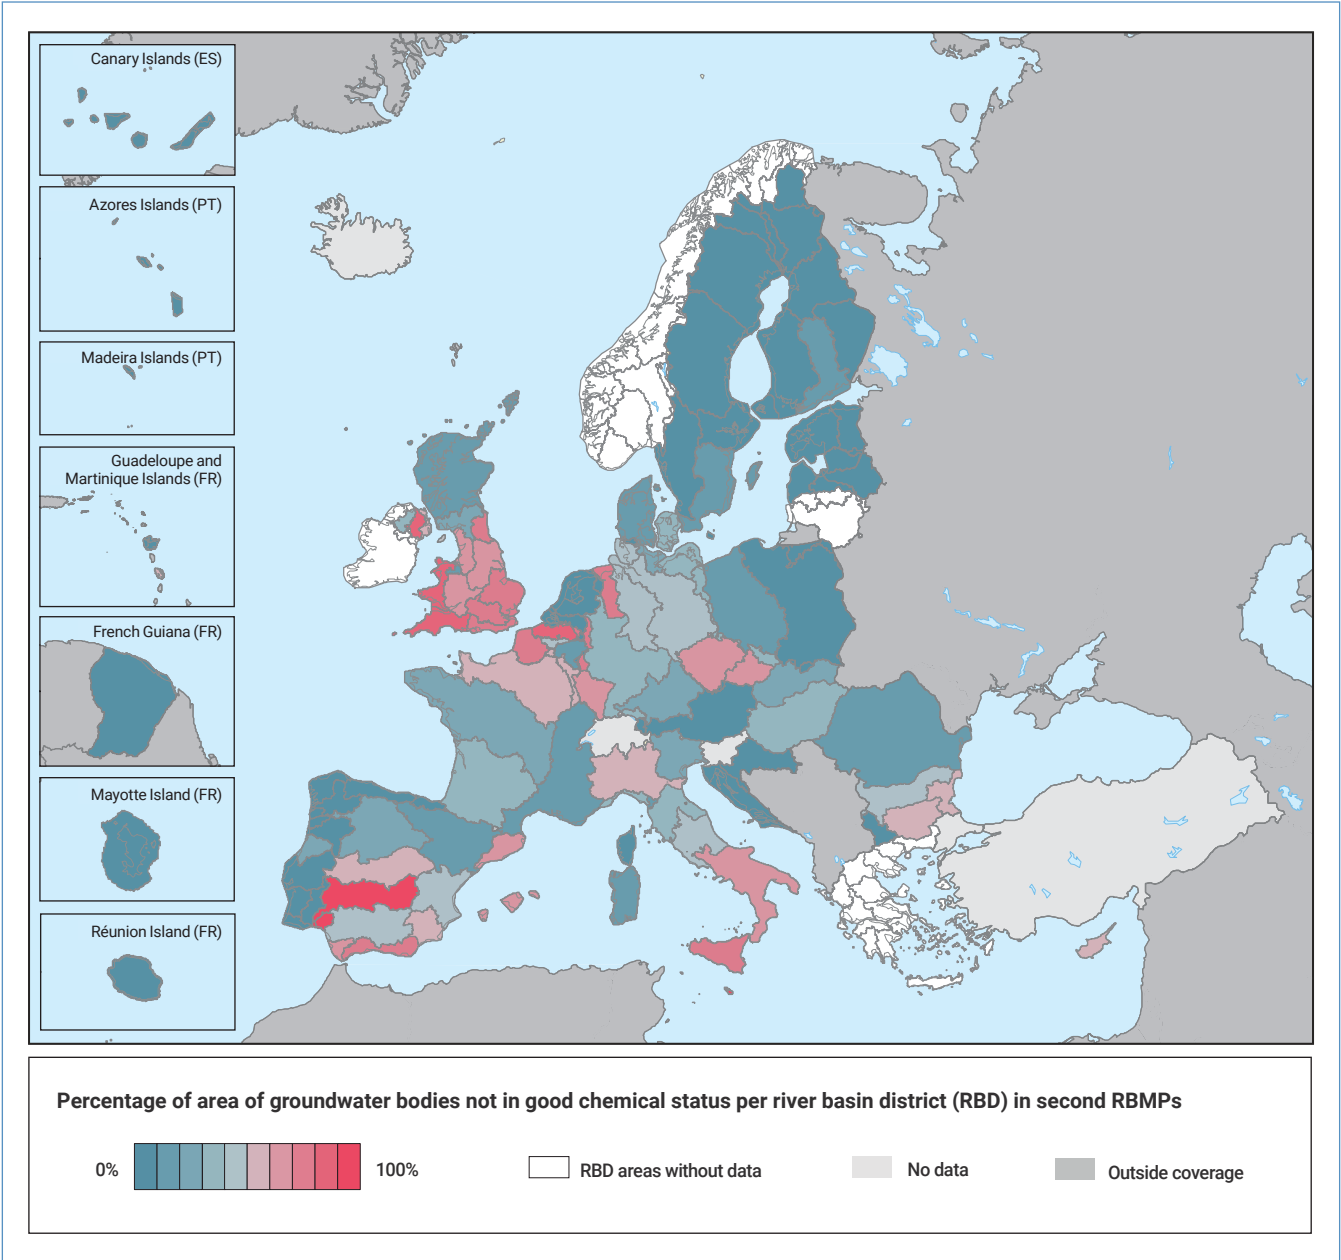 Canary Islands (ES)
Azores Islands (PT)
Madeira Islands (PT)
Guadeloupe and
Martinique Islands (FR)
French Guiana (FR)
Mayotte Island (FR)
Réunion Island (FR)
Percentage of area of groundwater bodies not in good chemical status per river basin district (RBD) in second RBMPs
0%
100%
RBD areas without data
No data
Outside coverage